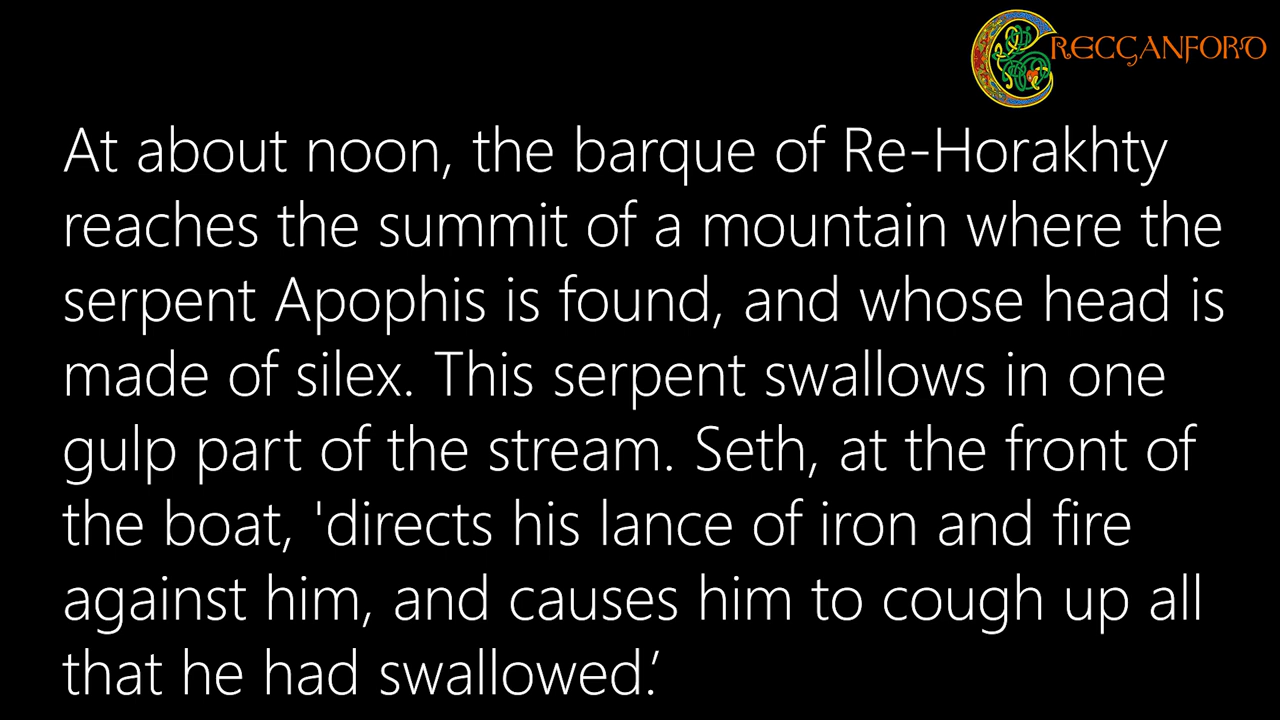 CRECGANFORD
At about noon, the barque of Re-Horakhty
reaches the summit of a mountain where the
serpent Apophis is found, and whose head is
made of silex. This serpent swallows in one
gulp part of the stream. Seth, at the front of
the boat, 'directs his lance of iron and fire
against him, and causes him to cough up all
that he had swallowed.’